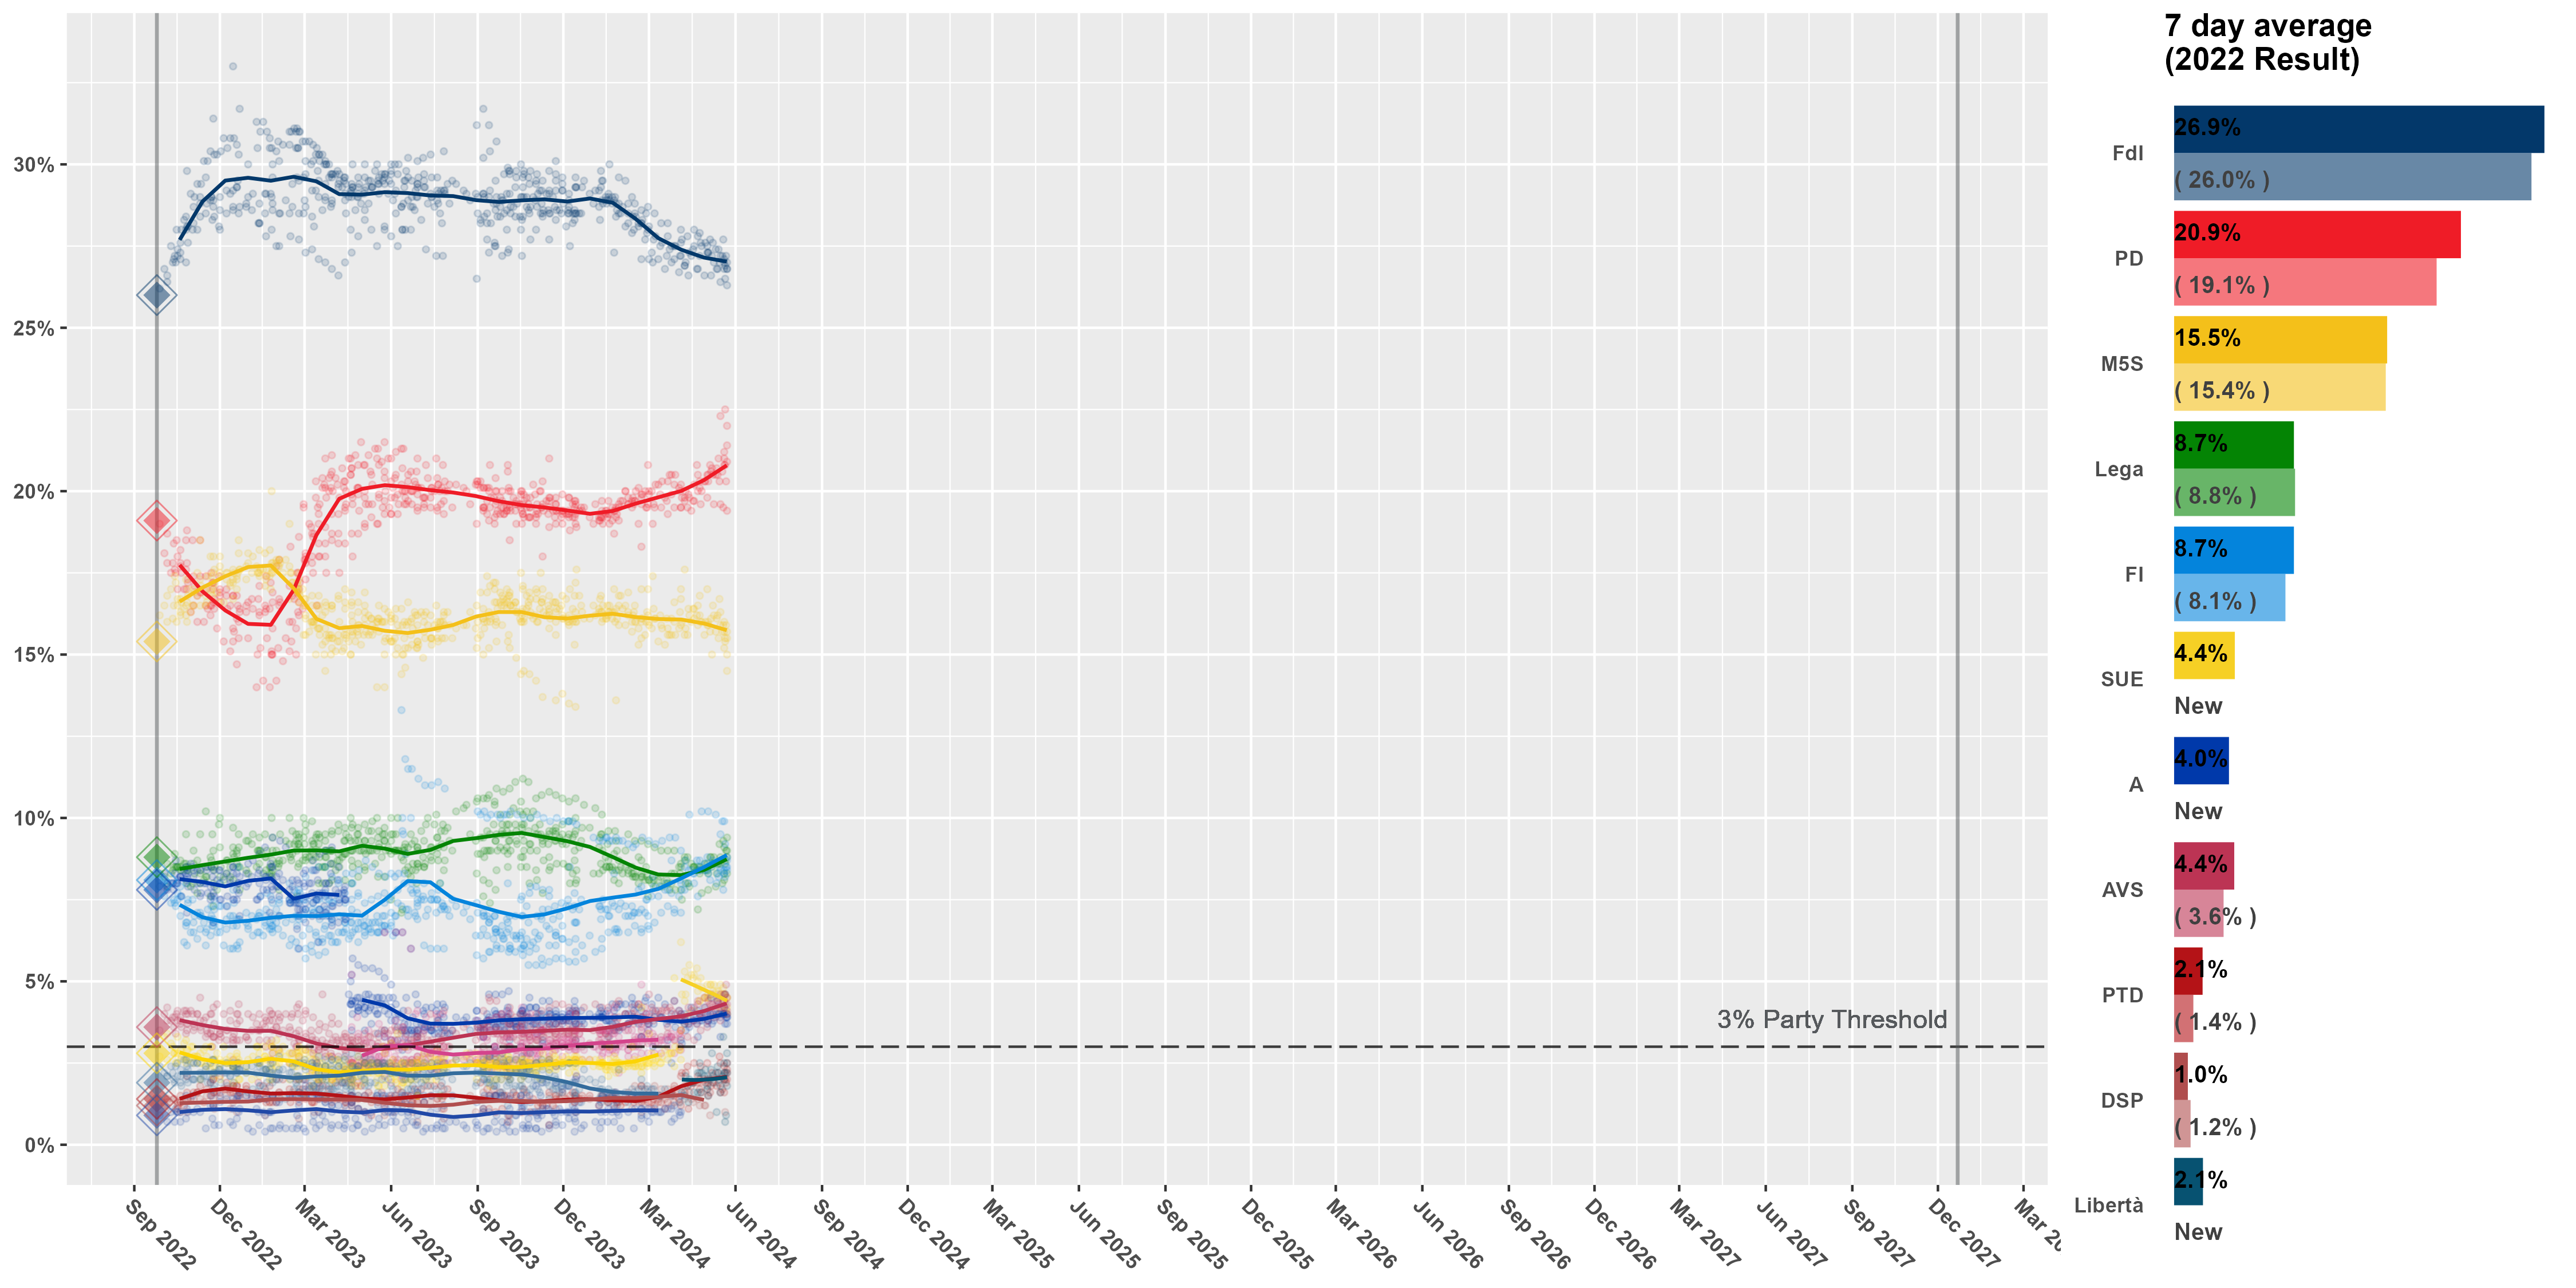 7 day average
(2022 Result)
30%
25%
20%
15%
10%
5%
0%
3% Party Threshold
Sep 2022
Dec 2022
Mar 2023
Jun 2023
Sep 2023
Dec 2023
Mar 2024
Jun 2024
Sep 2024
Dec 2024
Mar 2025
Jun 2025
Sep 2025
Dec 2025
Mar 2026
Jun 2026
Sep 2026
Dec 2026
Mar 2027
Jun 2027
Sep 2027
Dec 2027
Mar
FdI
26.9%
( 26.0% )
PD
20.9%
( 19.1% )
M5S
15.5%
( 15.4% )
Lega
8.7%
( 8.8% )
FI
8.7%
( 8.1% )
SUE
4.4%
New
A
4.0%
New
AVS
4.4%
( 3.6% )
PTD
2.1%
( 1.4% )
DSP
1.0%
( 1.2% )
Libertà
2.1%
New